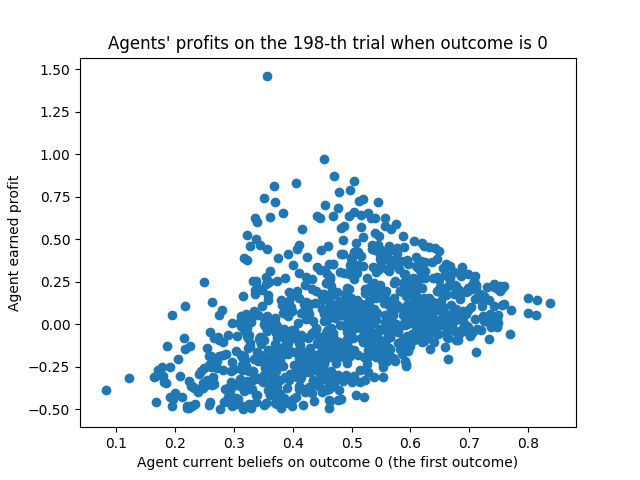 Agents' profits on the 198-th trial when outcome is 0
1.50
1.25
1.00
0.75
0.50
0.25
0.00
−0.25
−0.50
Agent earned profit
0.1 0.2 0.3 0.4 0.5 0.6 0.7 0.8
Agent current beliefs on outcome 0 (the first outcome)